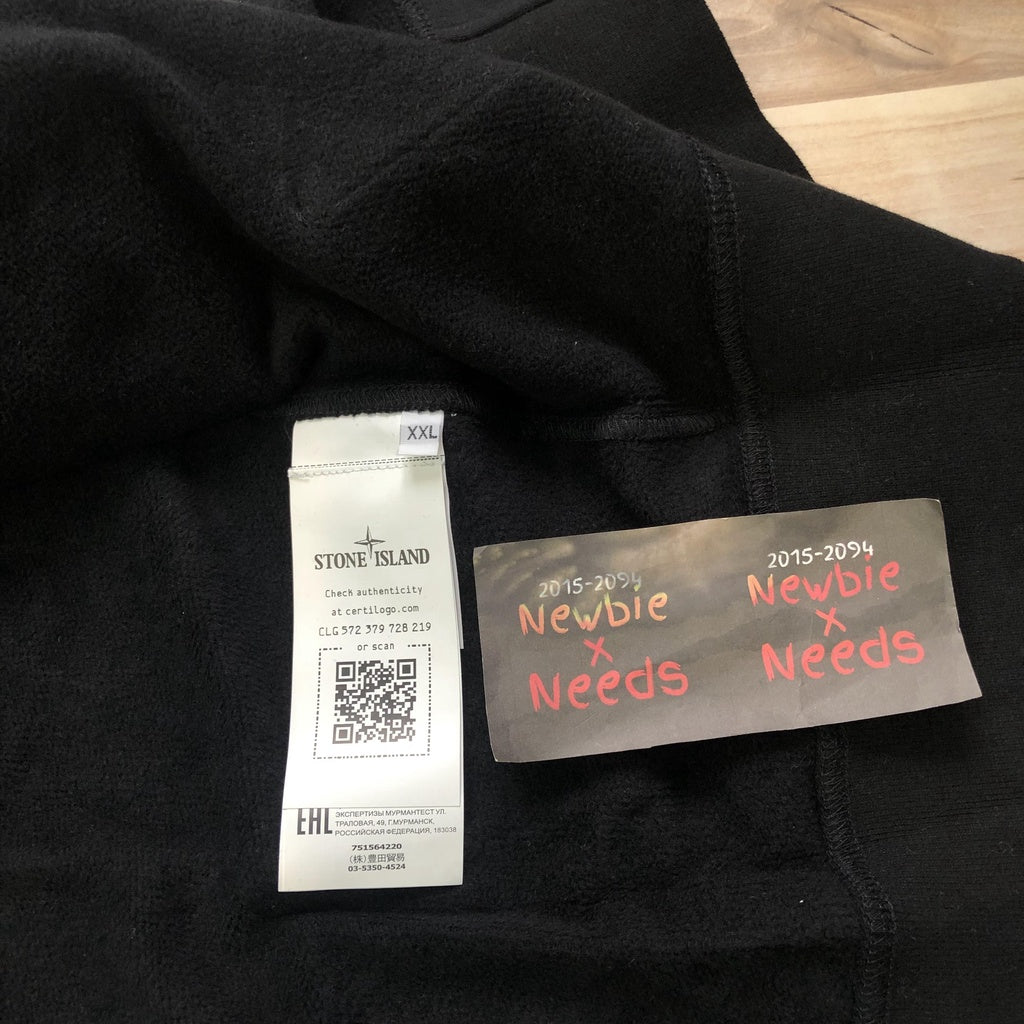 XXL
STONE ISLAND
Check authenticity
at certilogo.com
CLG 572 379 728 219
or scan
EAC
ЭКСПЕРТИЗЫ МУРМАНТЕСТ УЛ.
ТРАЛОВАЯ, 49, Г.МУРМАНСК,
РОССИЙСКАЯ ФЕДЕРАЦИЯ, 183038
751564220
(株)豊田貿易
03-5350-4524
2015-2094
Newbie
x
Needs
2015-2094
Newbie
x
Needs